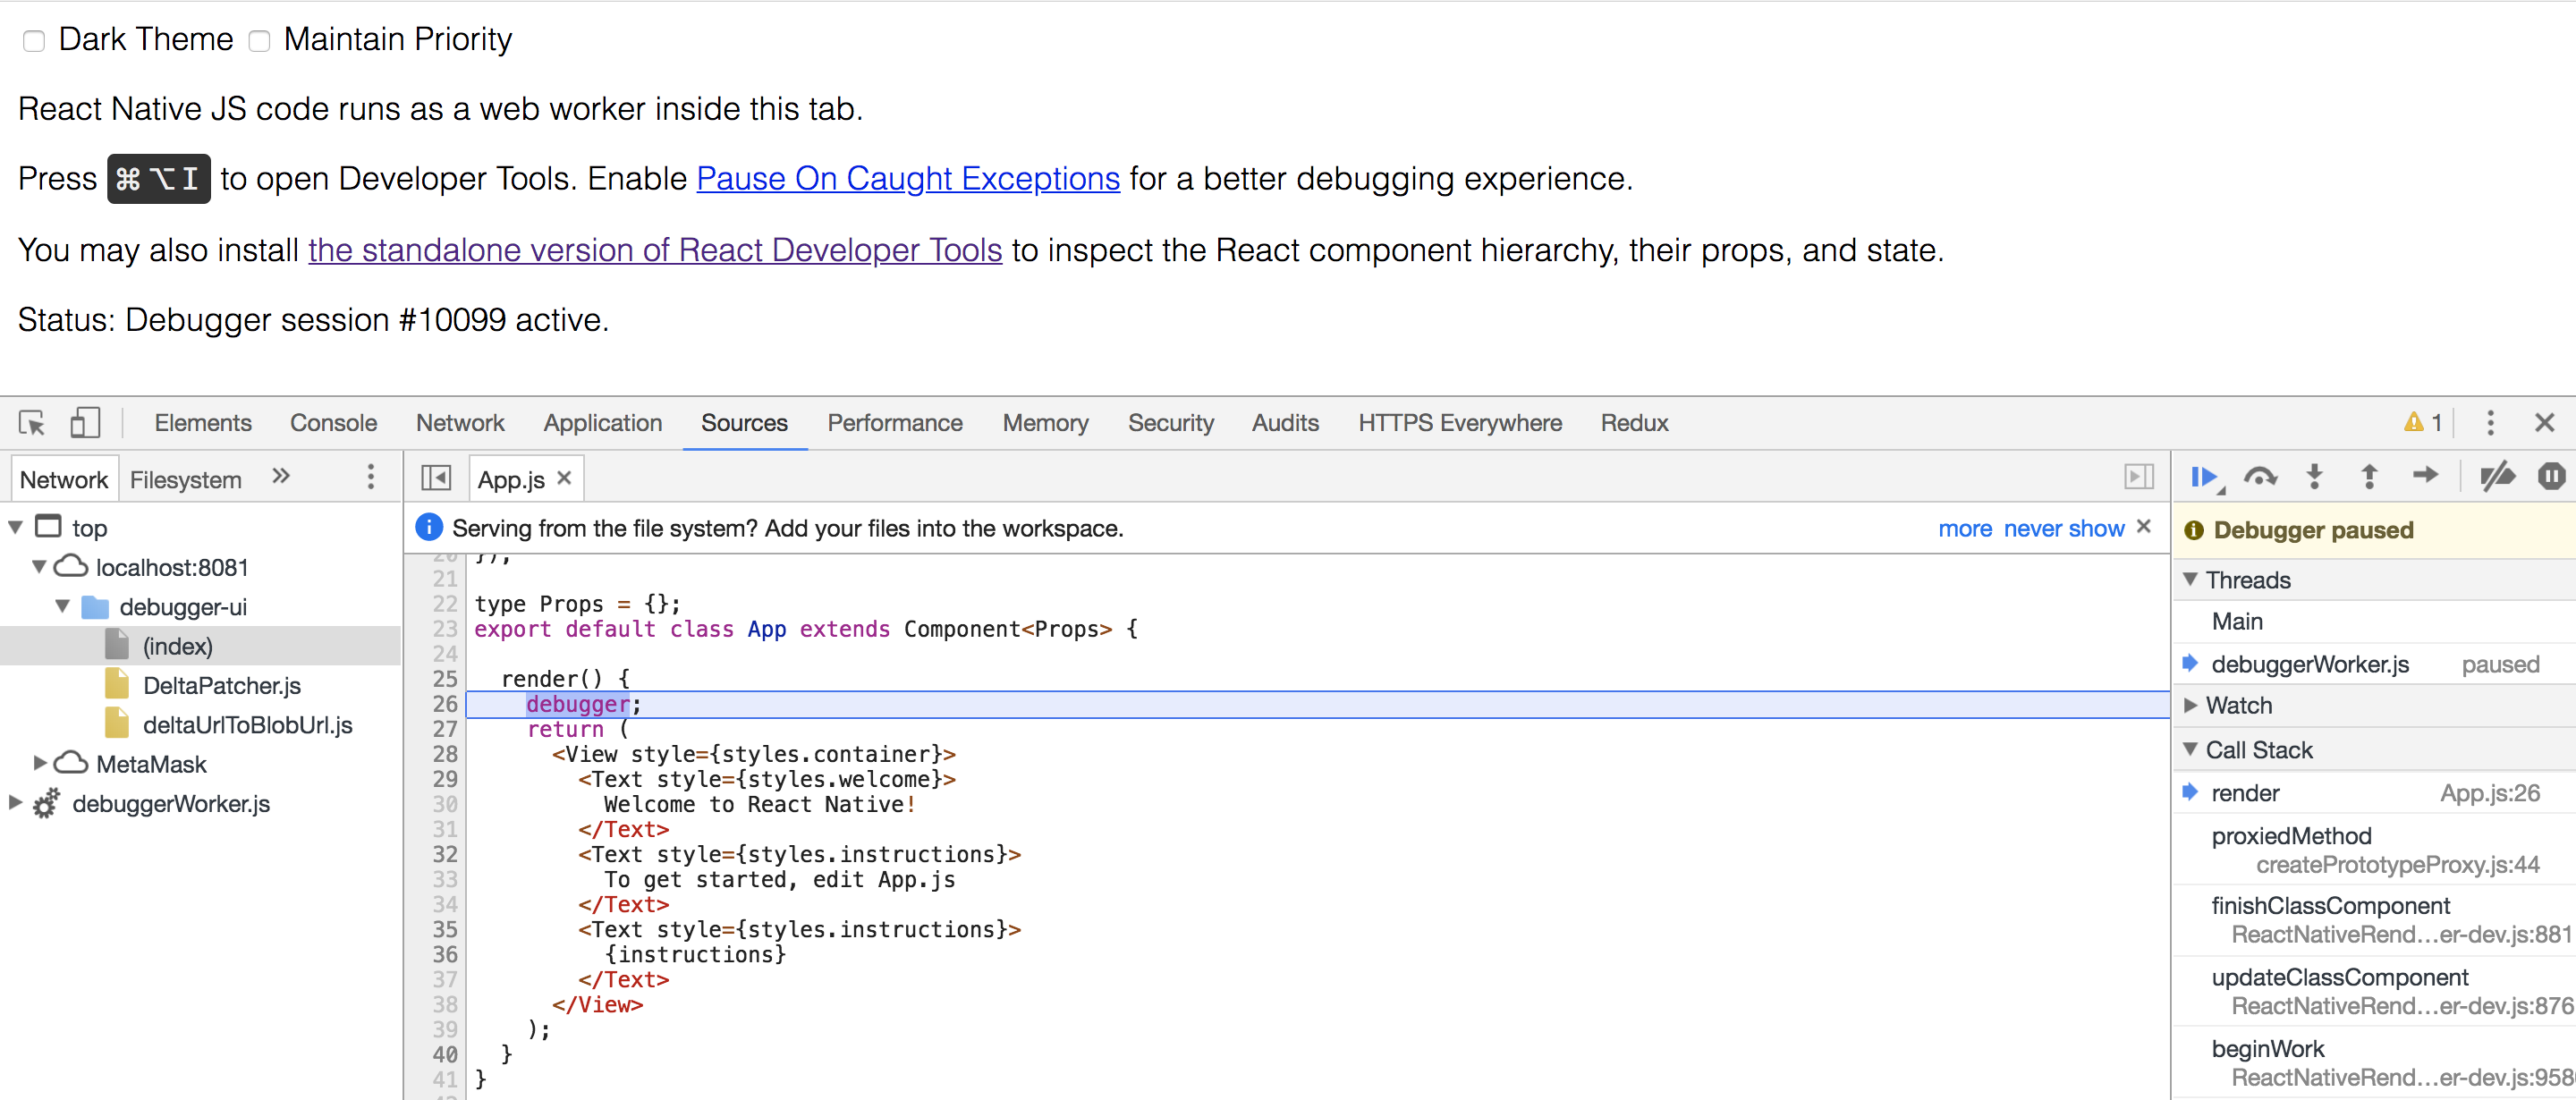 Dark Theme Maintain Priority
React Native JS code runs as a web worker inside this tab.
Press ⌘⌥I to open Developer Tools. Enable Pause On Caught Exceptions for a better debugging experience.
You may also install the standalone version of React Developer Tools to inspect the React component hierarchy, their props, and state.
Status: Debugger session #10099 active.
Elements Console Network Application Sources Performance Memory Security Audits HTTPS Everywhere Redux 1
Network Filesystem »
top
localhost:8081
debugger-ui
(index)
DeltaPatcher.js
deltaUrlToBlobUrl.js
MetaMask
debuggerWorker.js
App.js ×
Serving from the file system? Add your files into the workspace. more never show ×
20 });
21
22 type Props = {};
23 export default class App extends Component<Props> {
24
25 render() {
26 debugger;
27 return (
28 <View style={styles.container}>
29 <Text style={styles.welcome}>
30 Welcome to React Native!
31 </Text>
32 <Text style={styles.instructions}>
33 To get started, edit App.js
34 </Text>
35 <Text style={styles.instructions}>
36 {instructions}
37 </Text>
38 </View>
39 );
40 }
41 }
Debugger paused
Threads
Main
debuggerWorker.js paused
Watch
Call Stack
render App.js:26
proxiedMethod
createPrototypeProxy.js:44
finishClassComponent
ReactNativeRend…er-dev.js:881
updateClassComponent
ReactNativeRend…er-dev.js:876
beginWork
ReactNativeRend…er-dev.js:958